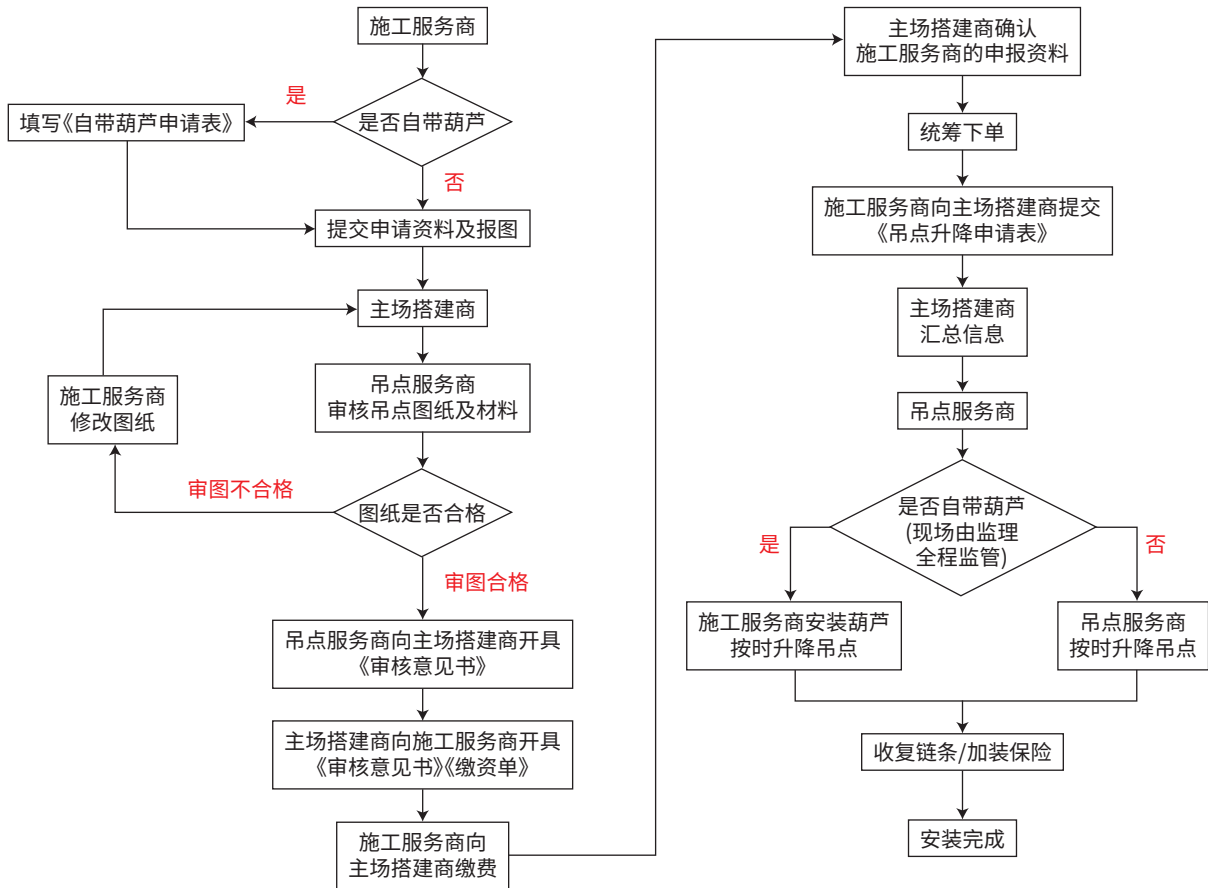 施工服务商
是
是否自带葫芦
填写《自带葫芦申请表》
否
提交申请资料及报图
主场搭建商
吊点服务商
审核吊点图纸及材料
施工服务商
修改图纸
审图不合格
图纸是否合格
审图合格
吊点服务商向主场搭建商开具
《审核意见书》
主场搭建商向施工服务商开具
《审核意见书》《缴资单》
施工服务商向
主场搭建商缴费
主场搭建商确认
施工服务商的申报资料
统筹下单
施工服务商向主场搭建商提交
《吊点升降申请表》
主场搭建商
汇总信息
吊点服务商
是否自带葫芦
(现场由监理
全程监管)
是
否
施工服务商安装葫芦
按时升降吊点
吊点服务商
按时升降吊点
收复链条/加装保险
安装完成